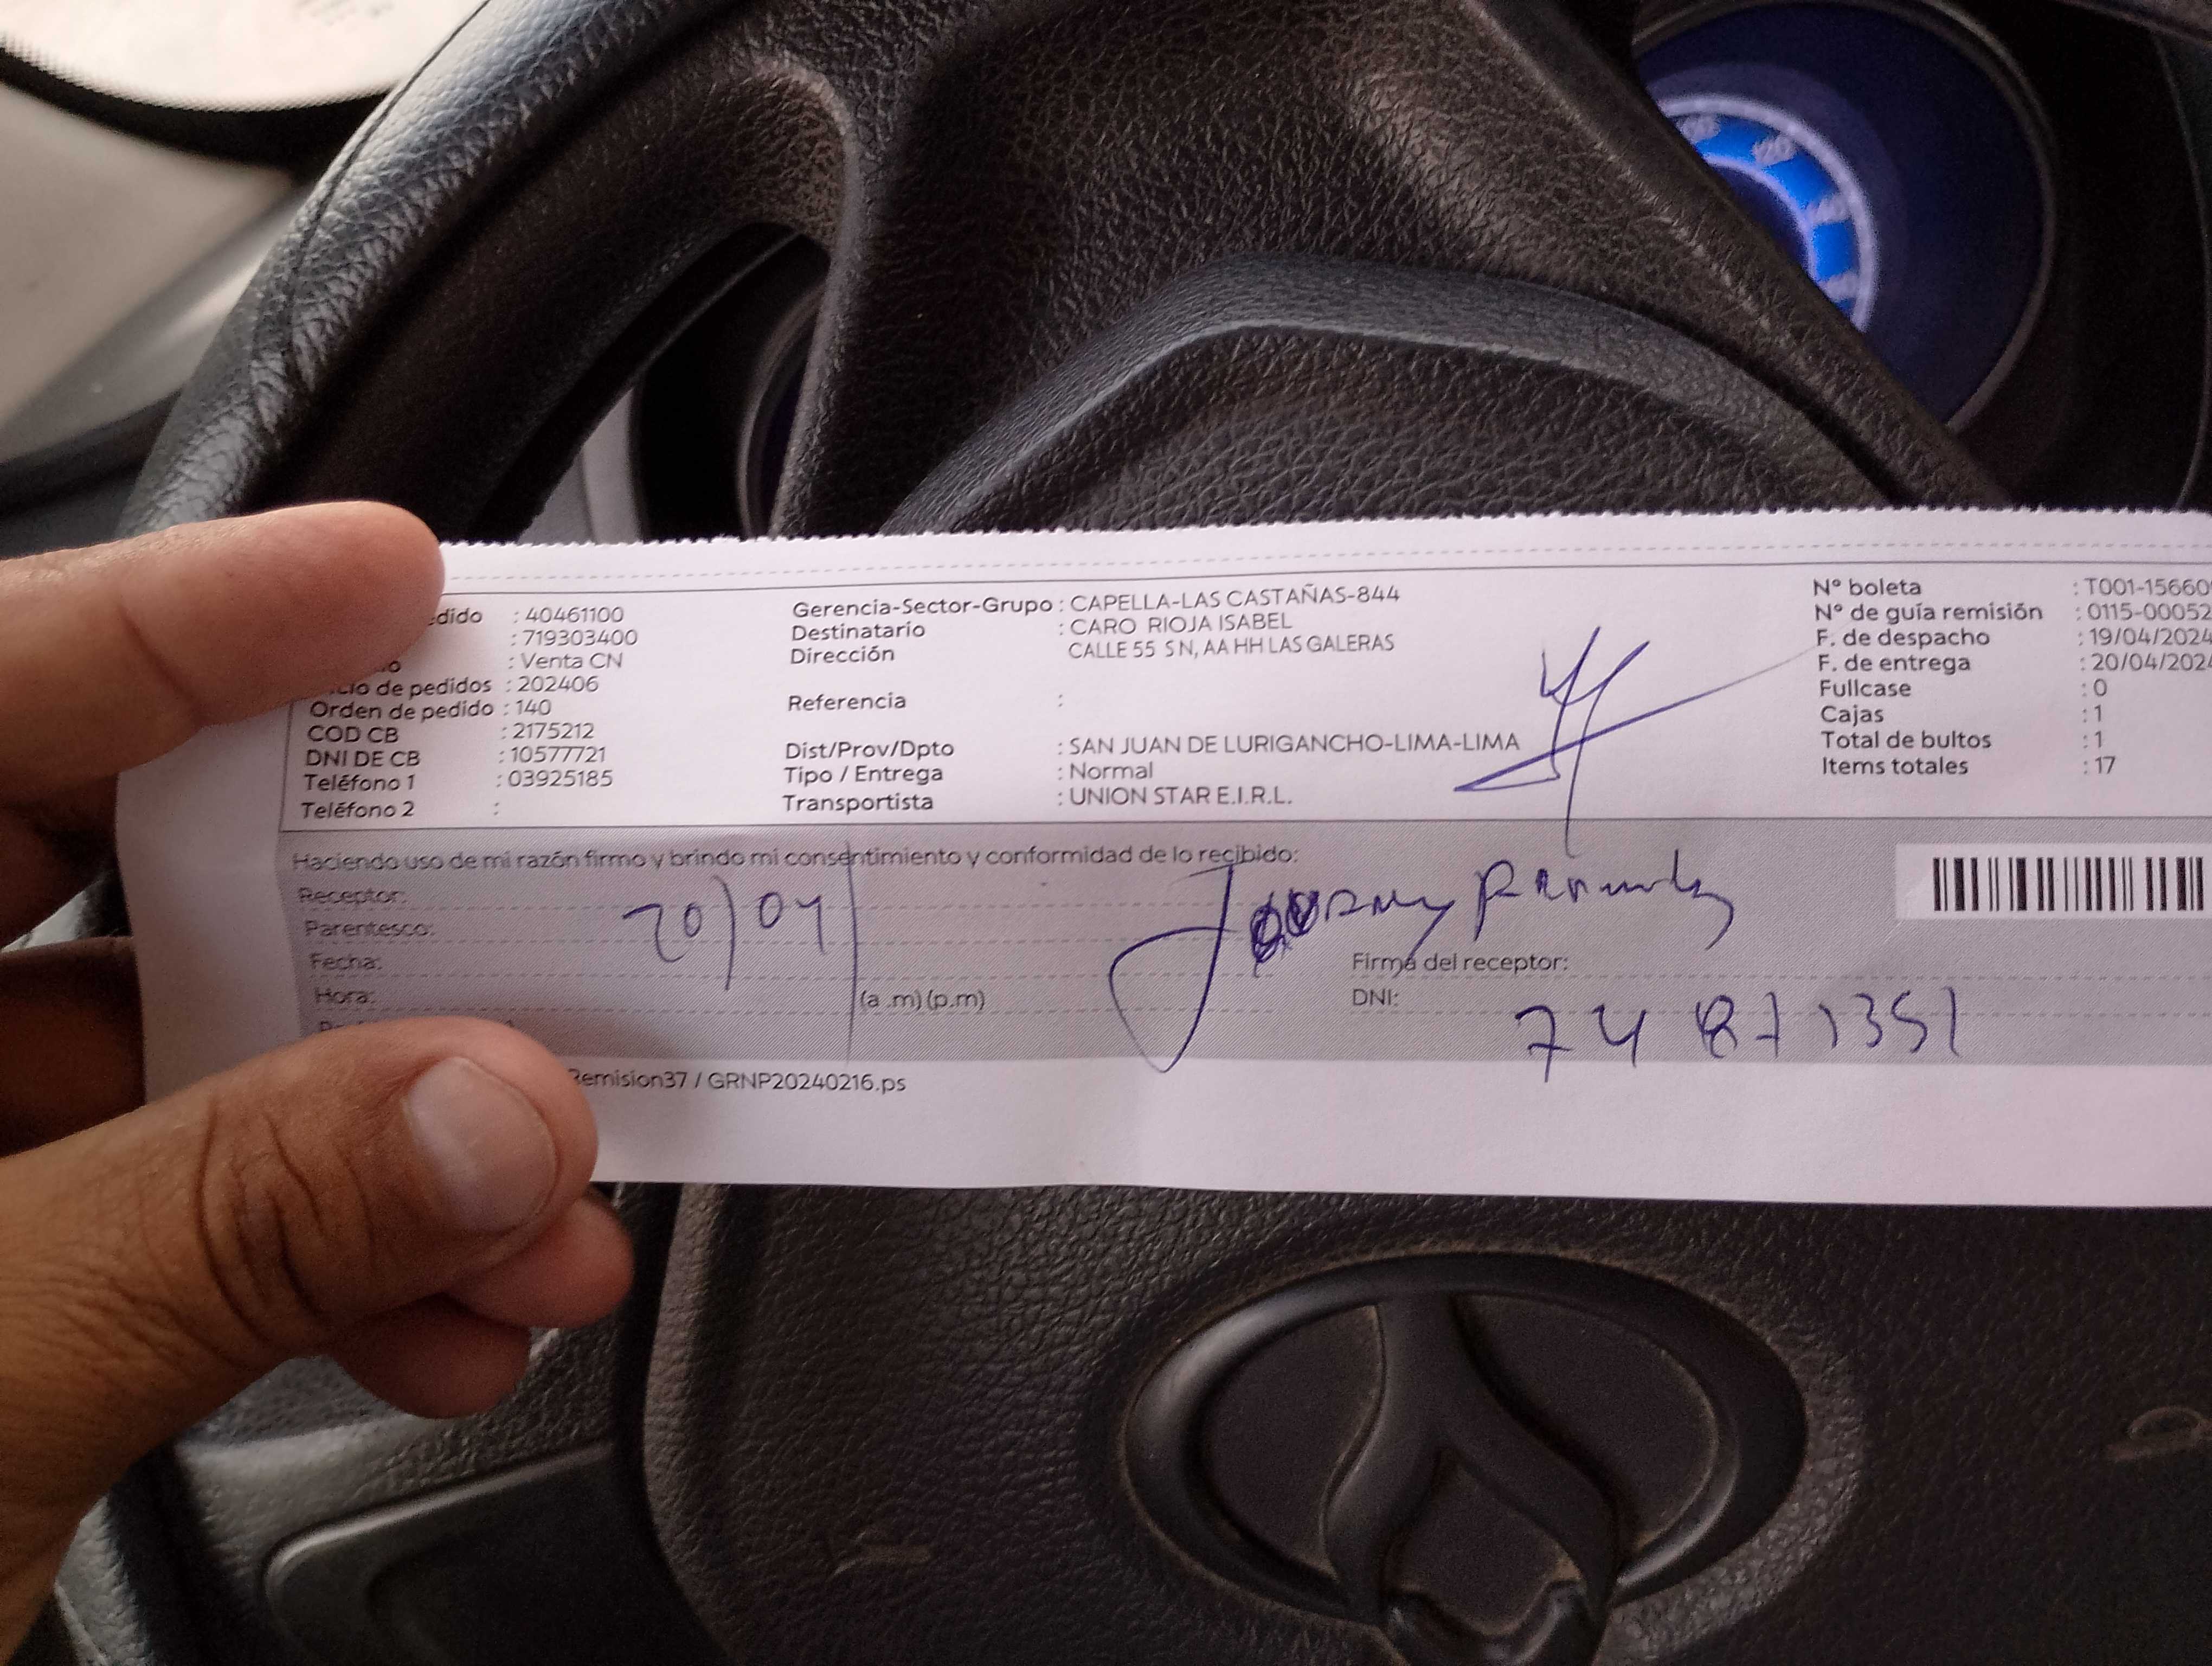 dido : 40461100
: 719303400
: Venta CN
de pedidos : 202406
Orden de pedido : 140
COD CB : 2175212
DNI DE CB : 10577721
Teléfono 1 : 03925185
Teléfono 2 :
Gerencia-Sector-Grupo : CAPELLA-LAS CASTAÑAS-844
Destinatario : CARO RIOJA ISABEL
Dirección CALLE 55 S N, AA HH LAS GALERAS
Referencia :
Dist/Prov/Dpto : SAN JUAN DE LURIGANCHO-LIMA-LIMA
Tipo / Entrega : Normal
Transportista : UNION STAR E.I.R.L.
N° boleta : T001-15660
N° de guía remisión : 0115-00052
F. de despacho : 19/04/2024
F. de entrega : 20/04/2024
Fullcase : 0
Cajas : 1
Total de bultos : 1
Items totales : 17
Haciendo uso de mi razón firmo y brindo mi consentimiento y conformidad de lo recibido:
Receptor:
Parentesco:
20/04/
Fecha:
Hora: (a .m) (p.m)
Firma del receptor:
DNI: 74871351
Remision37 / GRNP20240216.ps